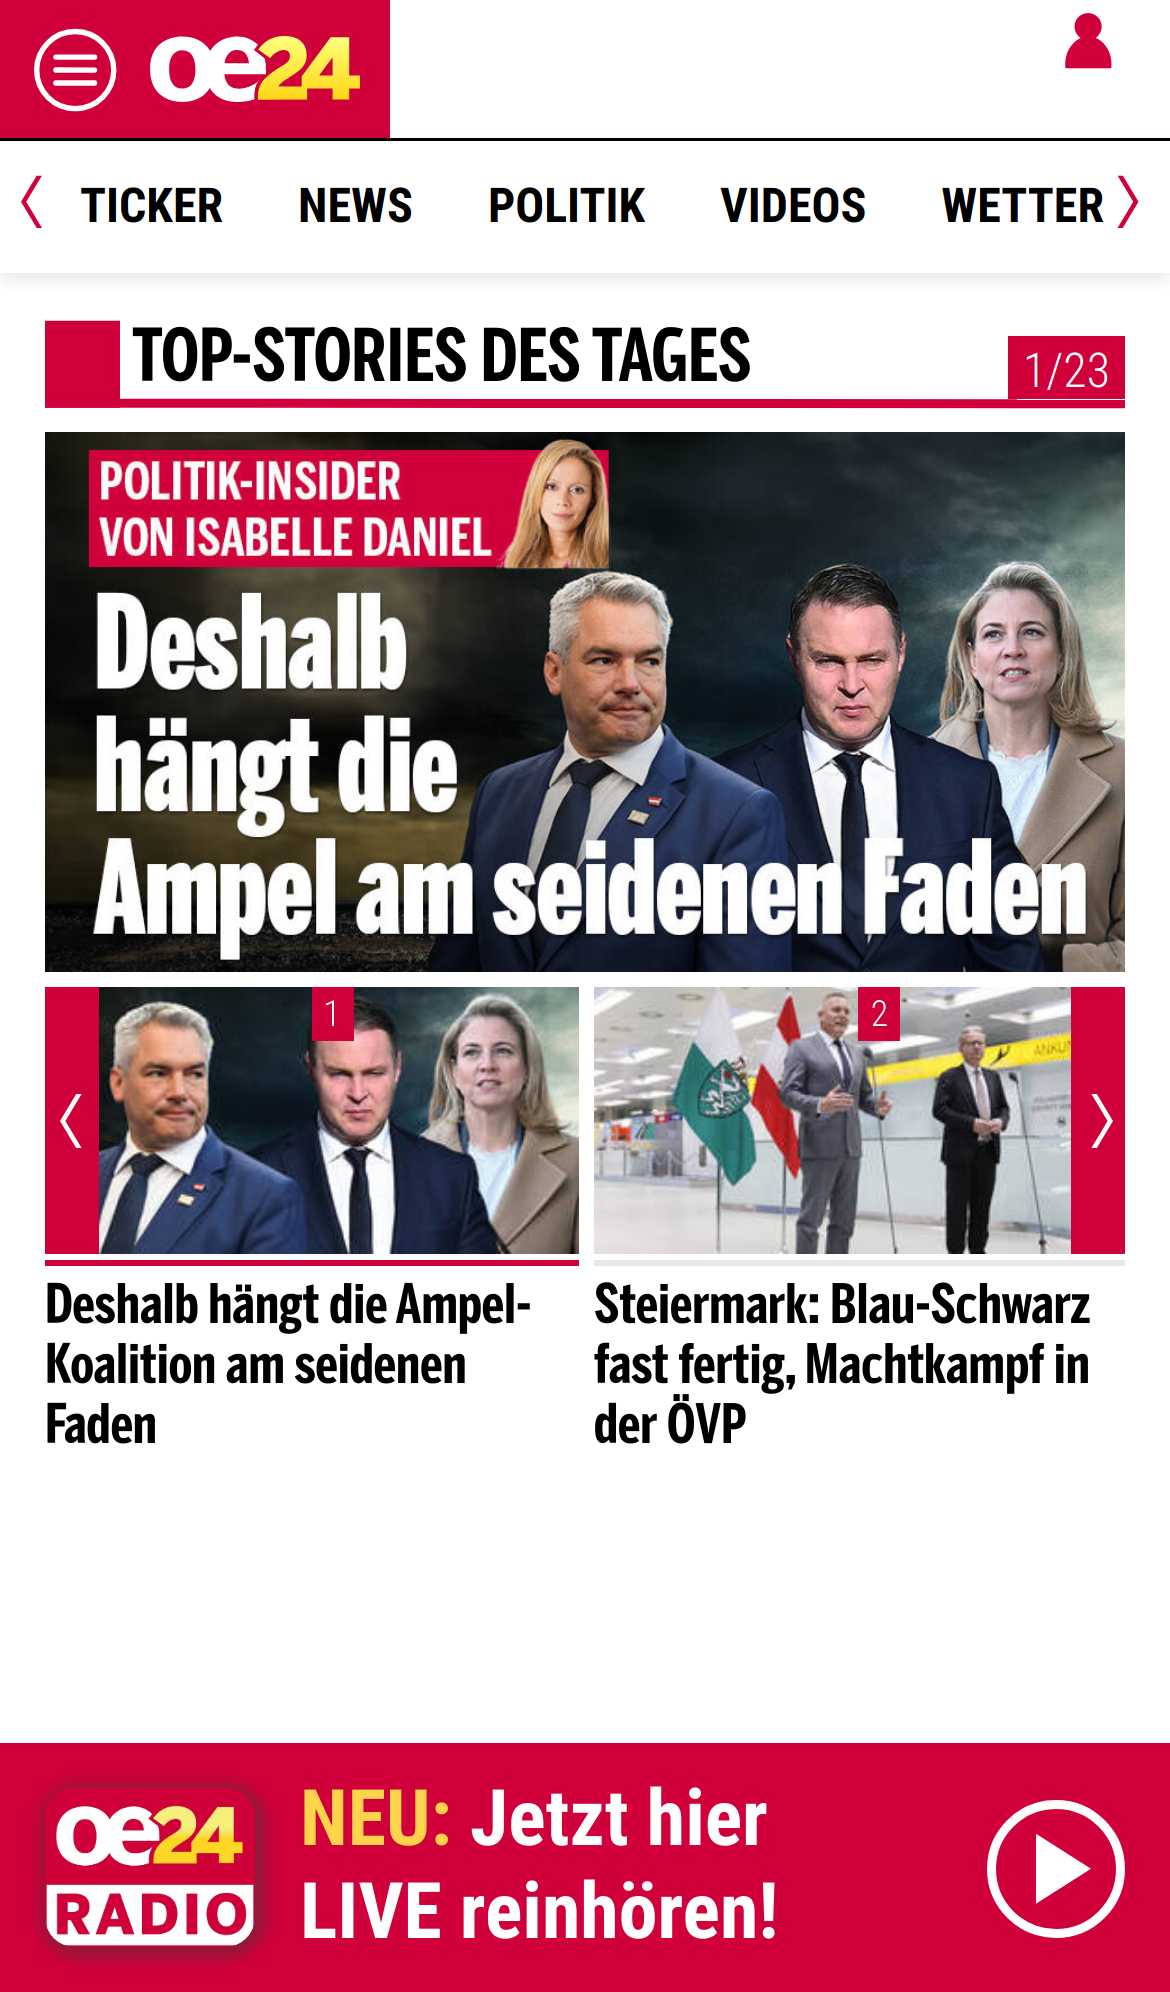 oe24
TICKER NEWS POLITIK VIDEOS WETTER
TOP-STORIES DES TAGES
1/23
POLITIK-INSIDER
VON ISABELLE DANIEL
Deshalb
hängt die
Ampel am seidenen Faden
1
2
Deshalb hängt die Ampel-
Koalition am seidenen
Faden
Steiermark: Blau-Schwarz
fast fertig, Machtkampf in
der ÖVP
oe24
RADIO
NEU: Jetzt hier
LIVE reinhören!